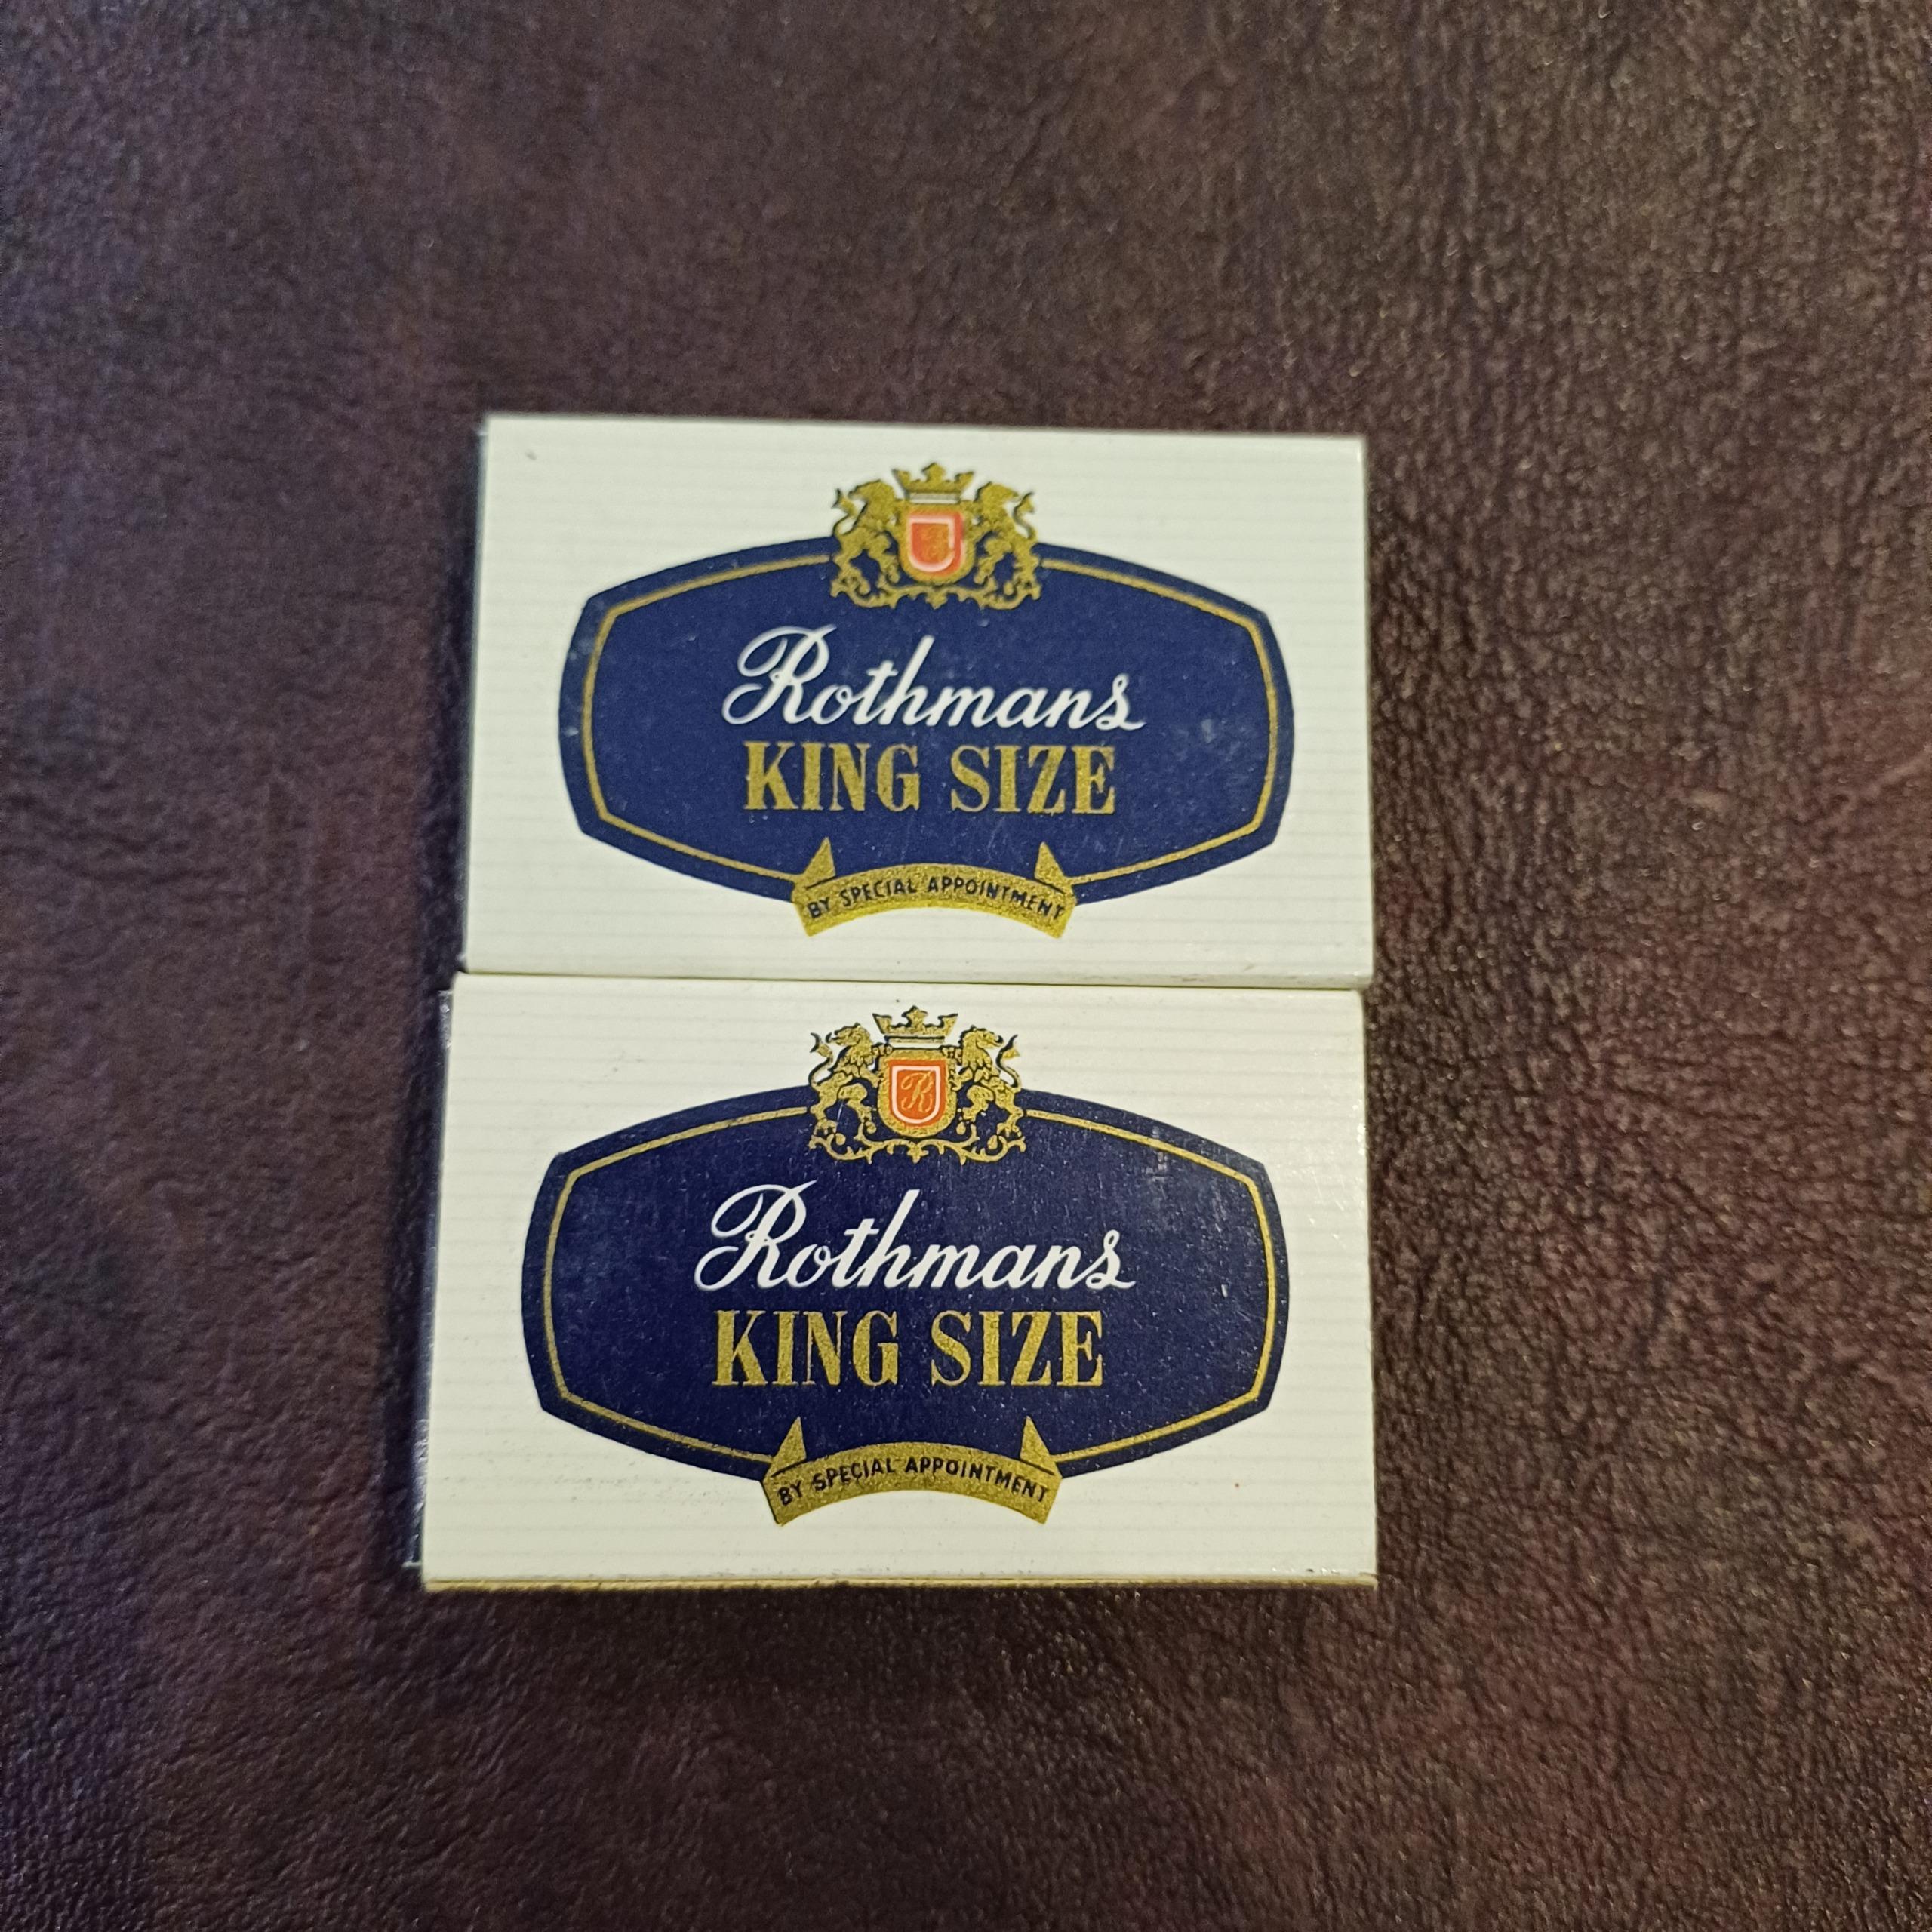 Rothmans
KING SIZE
BY SPECIAL APPOINTMENT
R
Rothmans
KING SIZE
BY SPECIAL APPOINTMENT